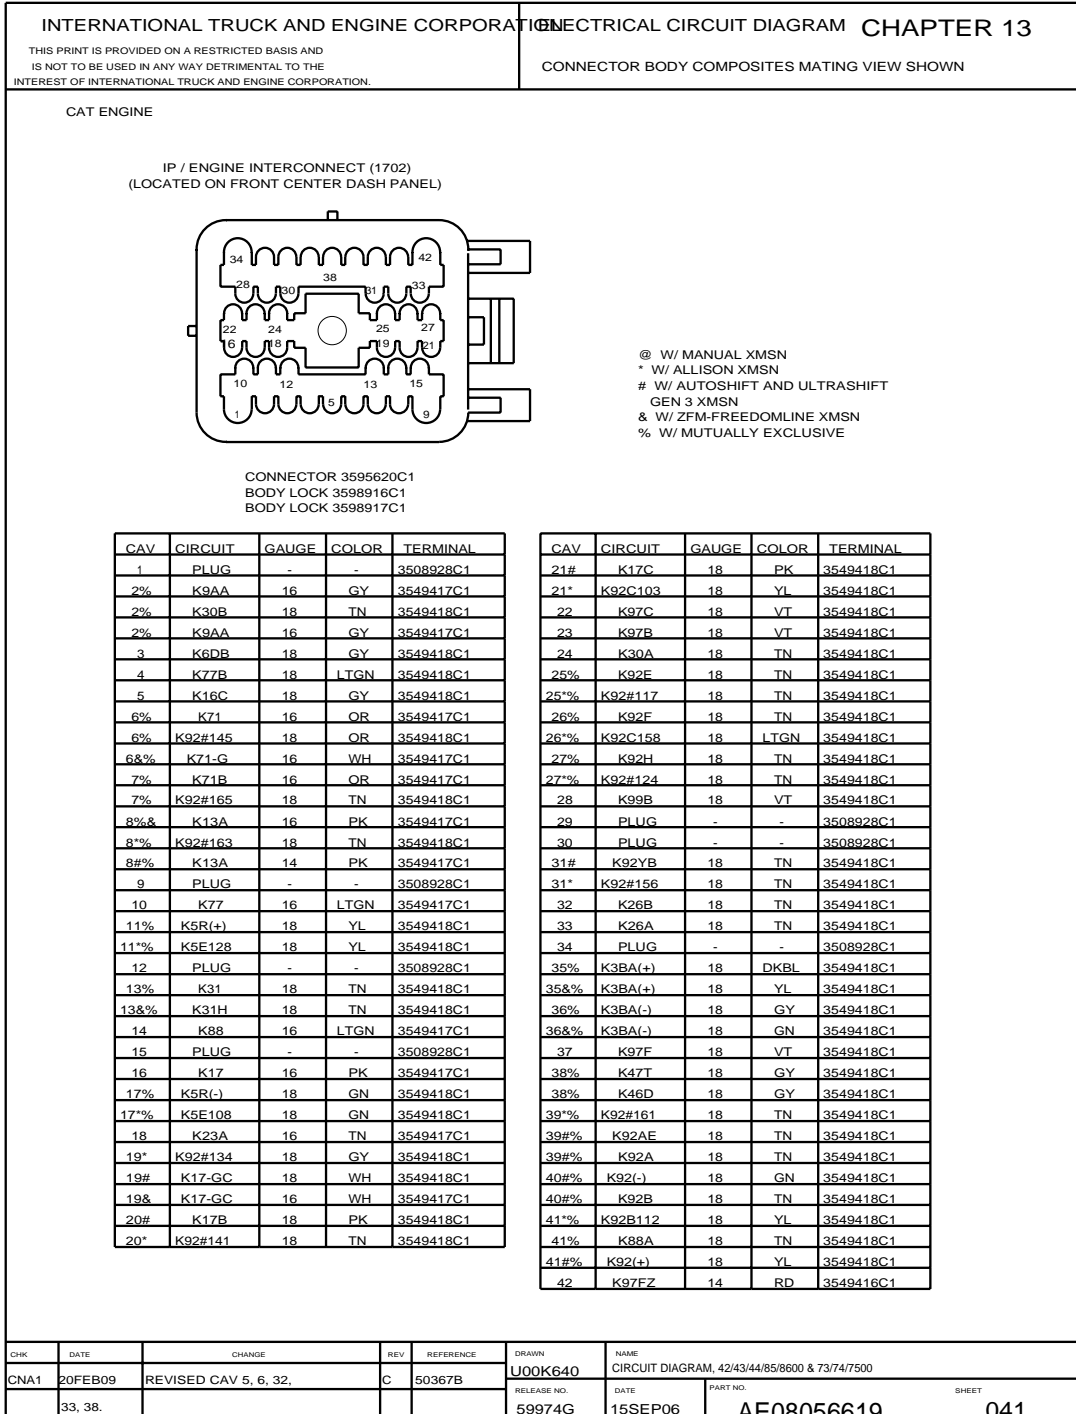 INTERNATIONAL TRUCK AND ENGINE CORPORATION
THIS PRINT IS PROVIDED ON A RESTRICTED BASIS AND
IS NOT TO BE USED IN ANY WAY DETRIMENTAL TO THE
INTEREST OF INTERNATIONAL TRUCK AND ENGINE CORPORATION.
ELECTRICAL CIRCUIT DIAGRAM CHAPTER 13
CONNECTOR BODY COMPOSITES MATING VIEW SHOWN
CAT ENGINE
IP / ENGINE INTERCONNECT (1702)
(LOCATED ON FRONT CENTER DASH PANEL)
34 42
38
28 30 31 33
22 24 25 27
6 18 19 21
10 12 13 15
1 5 9
@ W/ MANUAL XMSN
* W/ ALLISON XMSN
# W/ AUTOSHIFT AND ULTRASHIFT
GEN 3 XMSN
& W/ ZFM-FREEDOMLINE XMSN
% W/ MUTUALLY EXCLUSIVE
CONNECTOR 3595620C1
BODY LOCK 3598916C1
BODY LOCK 3598917C1
CAV CIRCUIT GAUGE COLOR TERMINAL
1 PLUG - - 3508928C1
2% K9AA 16 GY 3549417C1
2% K30B 18 TN 3549418C1
2% K9AA 16 GY 3549417C1
3 K6DB 18 GY 3549418C1
4 K77B 18 LTGN 3549418C1
5 K16C 18 GY 3549418C1
6% K71 16 OR 3549417C1
6% K92#145 18 OR 3549418C1
6&% K71-G 16 WH 3549417C1
7% K71B 16 OR 3549417C1
7% K92#165 18 TN 3549418C1
8%& K13A 16 PK 3549417C1
8*% K92#163 18 TN 3549418C1
8#% K13A 14 PK 3549417C1
9 PLUG - - 3508928C1
10 K77 16 LTGN 3549417C1
11% K5R(+) 18 YL 3549418C1
11*% K5E128 18 YL 3549418C1
12 PLUG - - 3508928C1
13% K31 18 TN 3549418C1
13&% K31H 18 TN 3549418C1
14 K88 16 LTGN 3549417C1
15 PLUG - - 3508928C1
16 K17 16 PK 3549417C1
17% K5R(-) 18 GN 3549418C1
17*% K5E108 18 GN 3549418C1
18 K23A 16 TN 3549417C1
19* K92#134 18 GY 3549418C1
19# K17-GC 18 WH 3549418C1
19& K17-GC 16 WH 3549417C1
20# K17B 18 PK 3549418C1
20* K92#141 18 TN 3549418C1
CAV CIRCUIT GAUGE COLOR TERMINAL
21# K17C 18 PK 3549418C1
21* K92C103 18 YL 3549418C1
22 K97C 18 VT 3549418C1
23 K97B 18 VT 3549418C1
24 K30A 18 TN 3549418C1
25% K92E 18 TN 3549418C1
25*% K92#117 18 TN 3549418C1
26% K92F 18 TN 3549418C1
26*% K92C158 18 LTGN 3549418C1
27% K92H 18 TN 3549418C1
27*% K92#124 18 TN 3549418C1
28 K99B 18 VT 3549418C1
29 PLUG - - 3508928C1
30 PLUG - - 3508928C1
31# K92YB 18 TN 3549418C1
31* K92#156 18 TN 3549418C1
32 K26B 18 TN 3549418C1
33 K26A 18 TN 3549418C1
34 PLUG - - 3508928C1
35% K3BA(+) 18 DKBL 3549418C1
35&% K3BA(+) 18 YL 3549418C1
36% K3BA(-) 18 GY 3549418C1
36&% K3BA(-) 18 GN 3549418C1
37 K97F 18 VT 3549418C1
38% K47T 18 GY 3549418C1
38% K46D 18 GY 3549418C1
39*% K92#161 18 TN 3549418C1
39#% K92AE 18 TN 3549418C1
39#% K92A 18 TN 3549418C1
40#% K92(-) 18 GN 3549418C1
40#% K92B 18 TN 3549418C1
41*% K92B112 18 YL 3549418C1
41% K88A 18 TN 3549418C1
41#% K92(+) 18 YL 3549418C1
42 K97FZ 14 RD 3549416C1
CHK DATE CHANGE REV REFERENCE
CNA1 20FEB09 REVISED CAV 5, 6, 32, C 50367B
33, 38.
DRAWN
U00K640
NAME
CIRCUIT DIAGRAM, 42/43/44/85/8600 & 73/74/7500
RELEASE NO.
59974G
DATE
15SEP06
PART NO.
AE08056619
SHEET
041